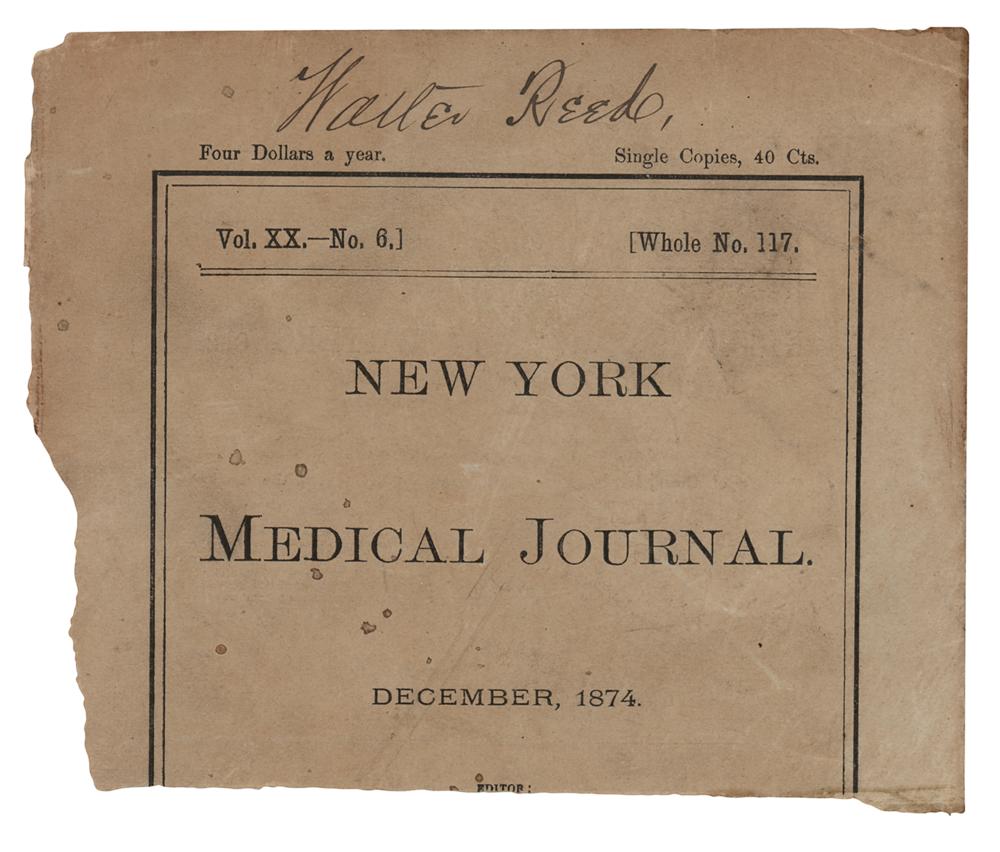 Walter Reed,
Four Dollars a year. Single Copies, 40 Cts.
Vol. XX.—No. 6.] [Whole No. 117.
NEW YORK
MEDICAL JOURNAL.
DECEMBER, 1874.
EDITOR: